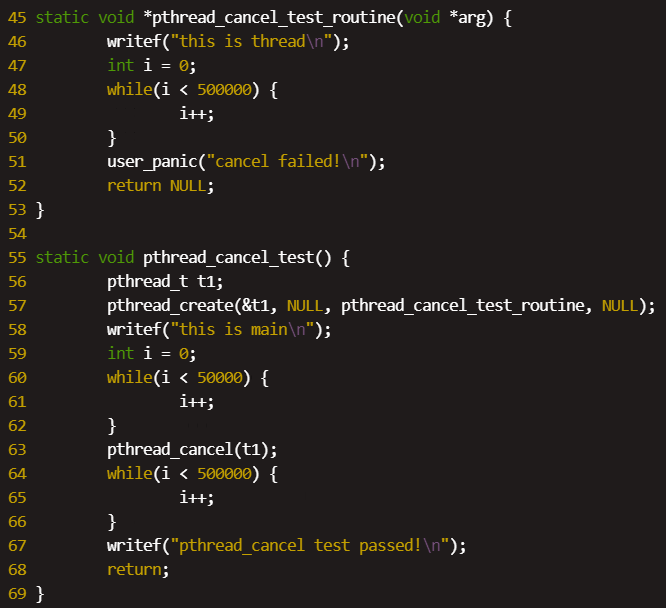 45 static void *pthread_cancel_test_routine(void *arg) {
46         writef("this is thread\n");
47         int i = 0;
48         while(i < 500000) {
49                 i++;
50         }
51         user_panic("cancel failed!\n");
52         return NULL;
53 }
54
55 static void pthread_cancel_test() {
56         pthread_t t1;
57         pthread_create(&t1, NULL, pthread_cancel_test_routine, NULL);
58         writef("this is main\n");
59         int i = 0;
60         while(i < 50000) {
61                 i++;
62         }
63         pthread_cancel(t1);
64         while(i < 500000) {
65                 i++;
66         }
67         writef("pthread_cancel test passed!\n");
68         return;
69 }